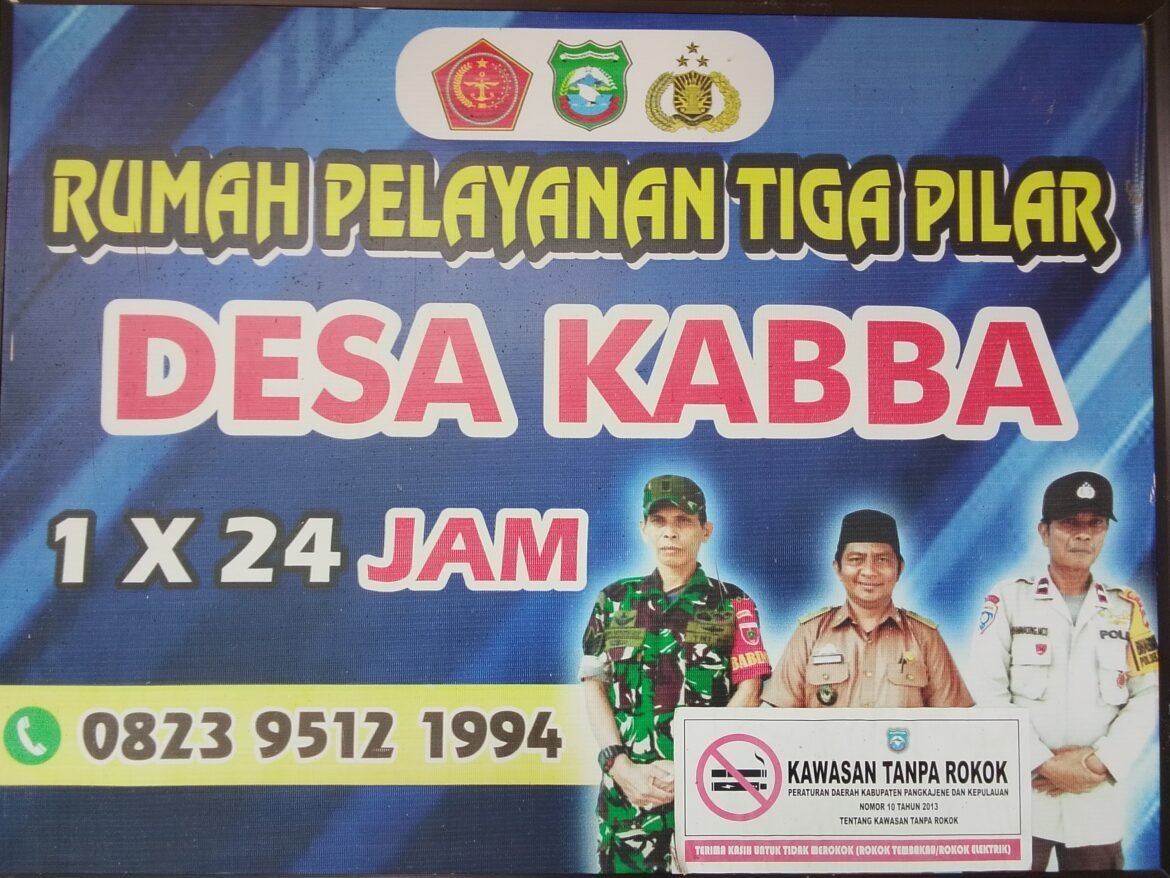 RUMAH PELAYANAN TIGA PILAR
DESA KABBA
1 X 24 JAM
0823 9512 1994
KAWASAN TANPA ROKOK
PERATURAN DAERAH KABUPATEN PANGKAJENE DAN KEPULAUAN
NOMOR 10 TAHUN 2013
TENTANG KAWASAN TANPA ROKOK
TERIMA KASIH UNTUK TIDAK MEROKOK (ROKOK TEMBAKAU/ROKOK ELEKTRIK)